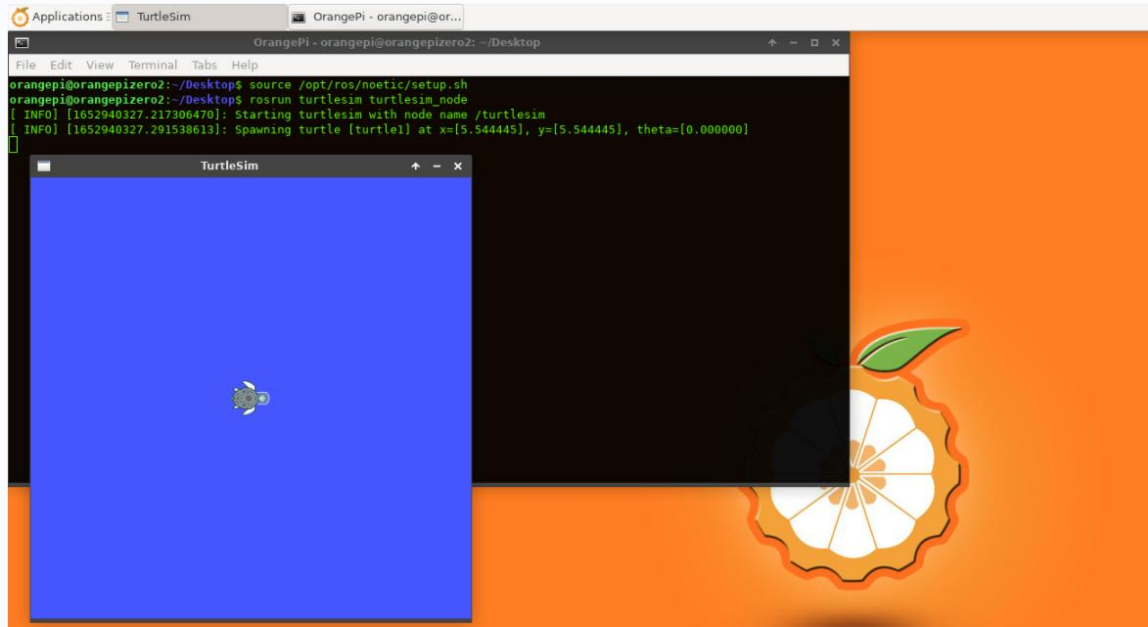 Applications TurtleSim OrangePi - orangepi@or...
OrangePi - orangepi@orangepizero2: ~/Desktop
File Edit View Terminal Tabs Help
orangepi@orangepizero2:~/Desktop$ source /opt/ros/noetic/setup.sh
orangepi@orangepizero2:~/Desktop$ rosrun turtlesim turtlesim_node
[ INFO] [1652940327.217306470]: Starting turtlesim with node name /turtlesim
[ INFO] [1652940327.291538613]: Spawning turtle [turtle1] at x=[5.544445], y=[5.544445], theta=[0.000000]
TurtleSim